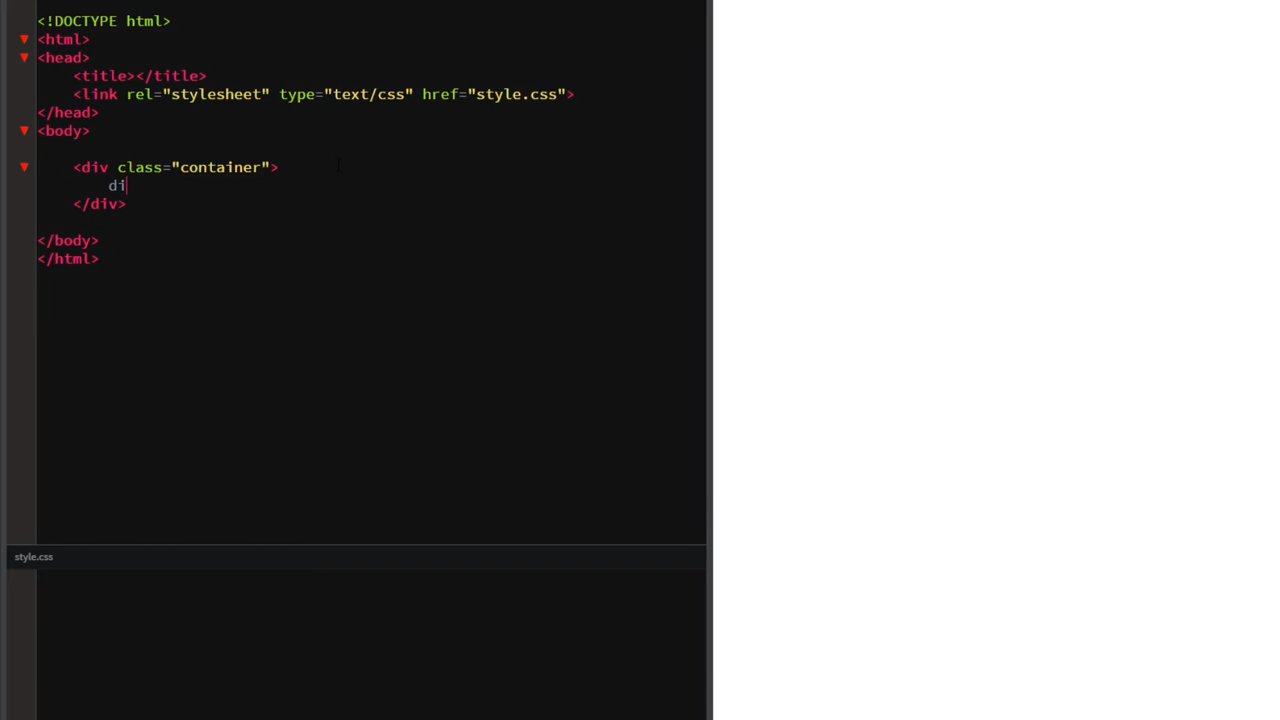 <!DOCTYPE html>
<html>
<head>
    <title></title>
    <link rel="stylesheet" type="text/css" href="style.css">
</head>
<body>
    <div class="container">
        di
    </div>
</body>
</html>
style.css